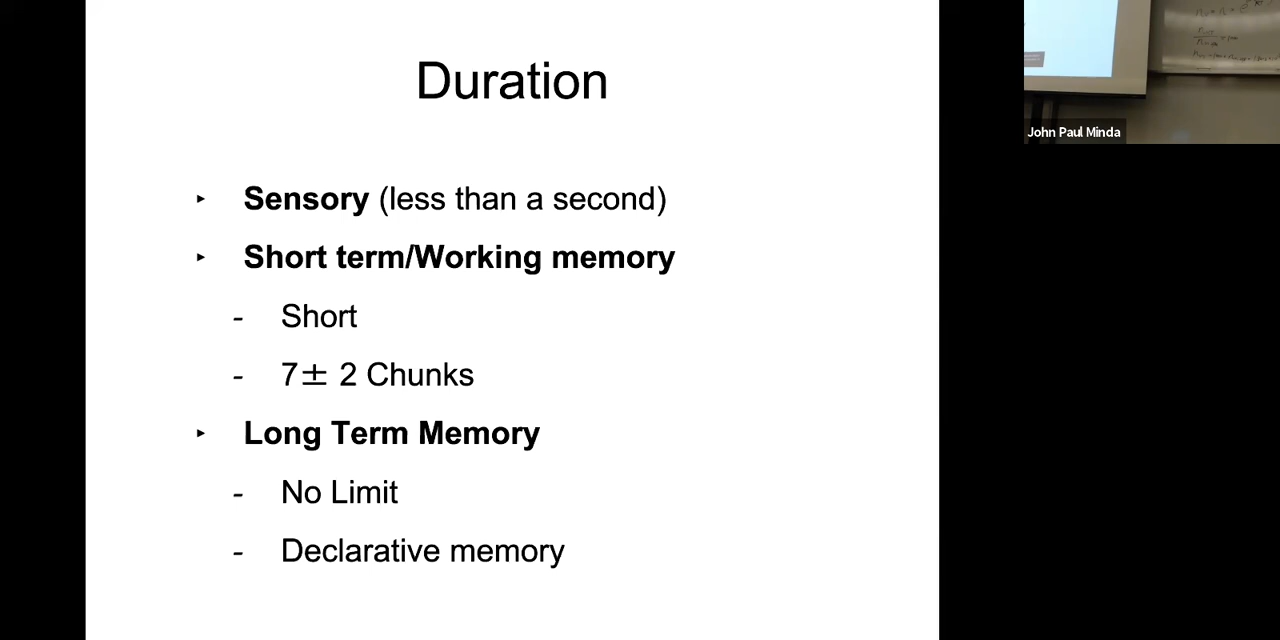 Duration
‣ Sensory (less than a second)
‣ Short term/Working memory
- Short
- 7± 2 Chunks
‣ Long Term Memory
- No Limit
- Declarative memory
John Paul Minda